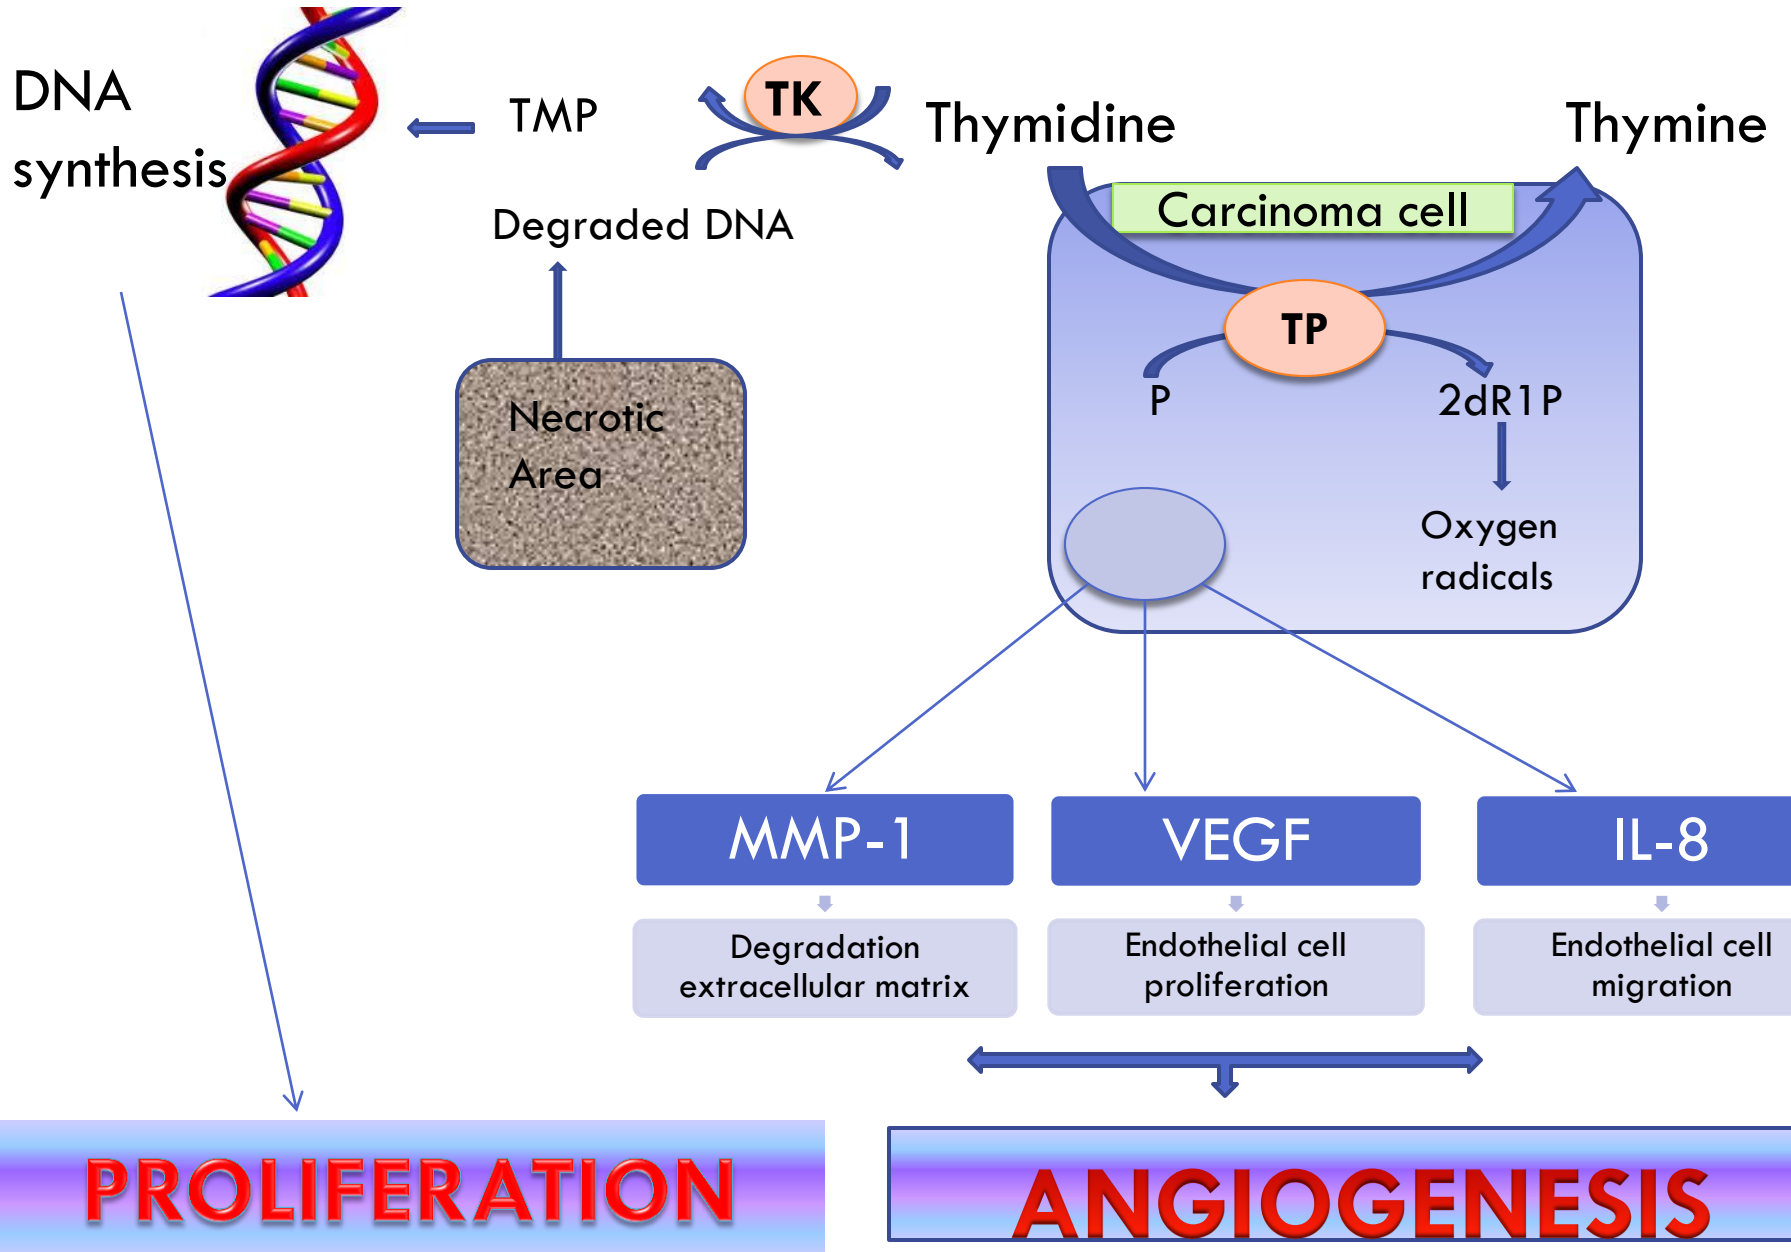 DNA
synthesis
TMP
TK
Thymidine
Thymine
Degraded DNA
Carcinoma cell
TP
P
2dR1P
Necrotic
Area
Oxygen
radicals
MMP-1
VEGF
IL-8
Degradation
extracellular matrix
Endothelial cell
proliferation
Endothelial cell
migration
PROLIFERATION
ANGIOGENESIS